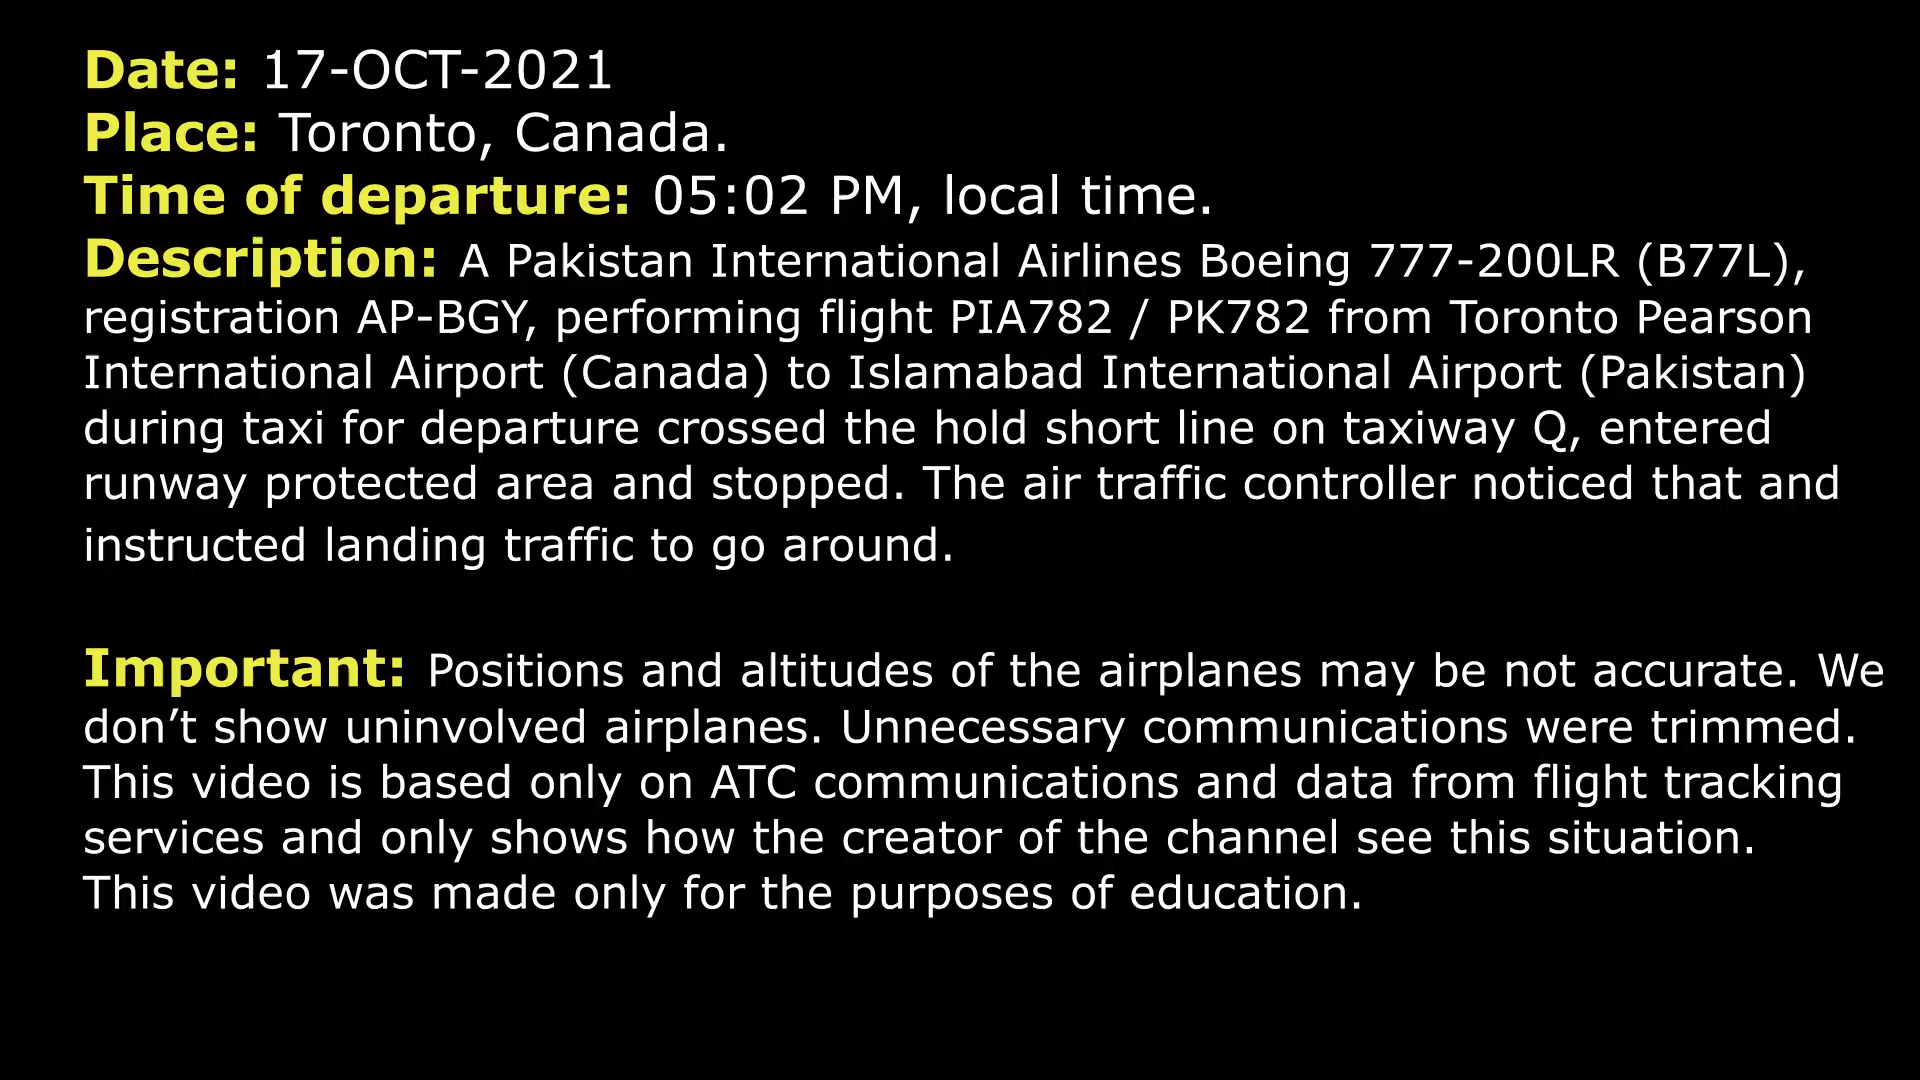 Date: 17-OCT-2021
Place: Toronto, Canada.
Time of departure: 05:02 PM, local time.
Description: A Pakistan International Airlines Boeing 777-200LR (B77L),
registration AP-BGY, performing flight PIA782 / PK782 from Toronto Pearson
International Airport (Canada) to Islamabad International Airport (Pakistan)
during taxi for departure crossed the hold short line on taxiway Q, entered
runway protected area and stopped. The air traffic controller noticed that and
instructed landing traffic to go around.
Important: Positions and altitudes of the airplanes may be not accurate. We
don’t show uninvolved airplanes. Unnecessary communications were trimmed.
This video is based only on ATC communications and data from flight tracking
services and only shows how the creator of the channel see this situation.
This video was made only for the purposes of education.